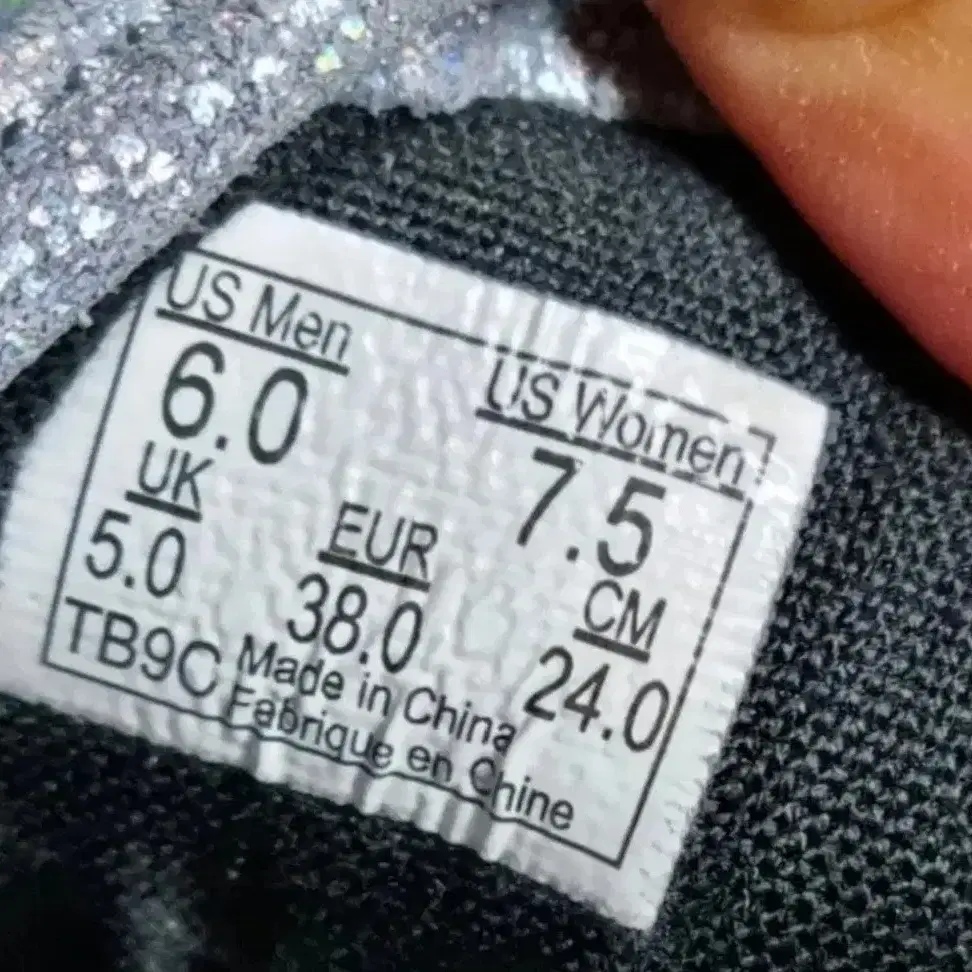 US Men
6.0
US Women
7.5
UK
5.0
EUR
38.0
CM
24.0
TB9C
Made in China
Fabrique en Chine